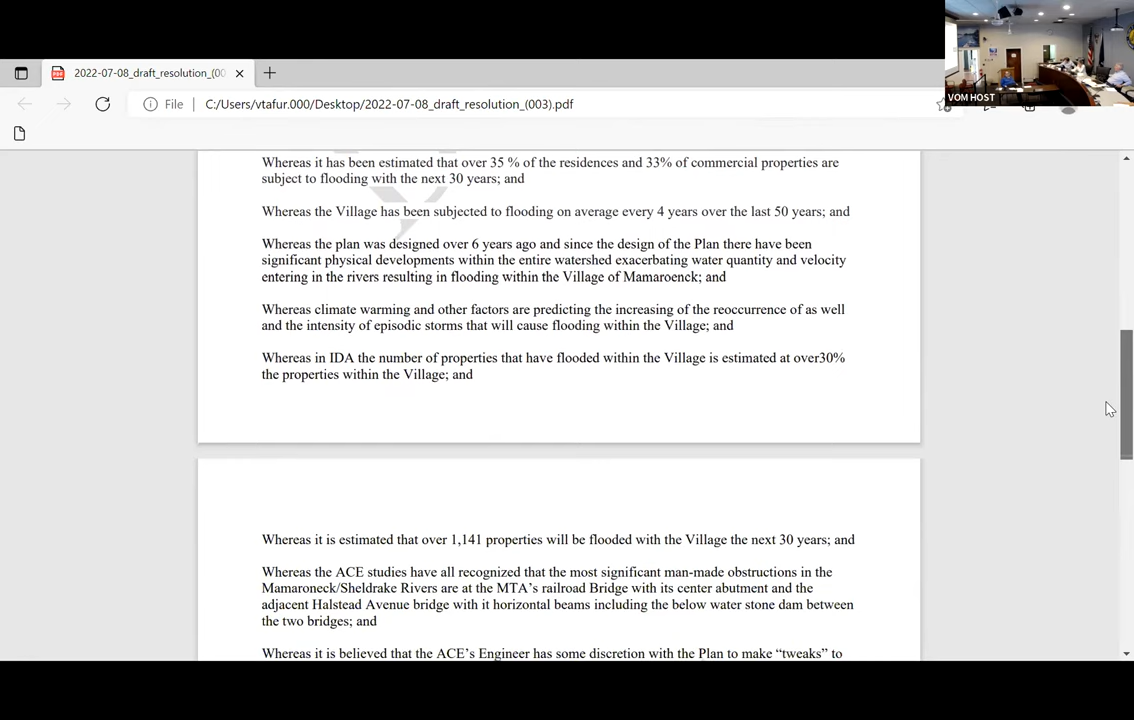 2022-07-08_draft_resolution_(00
File
C:/Users/vtafur.000/Desktop/2022-07-08_draft_resolution_(003).pdf
VOM HOST
Whereas it has been estimated that over 35 % of the residences and 33% of commercial properties are
subject to flooding with the next 30 years; and
Whereas the Village has been subjected to flooding on average every 4 years over the last 50 years; and
Whereas the plan was designed over 6 years ago and since the design of the Plan there have been
significant physical developments within the entire watershed exacerbating water quantity and velocity
entering in the rivers resulting in flooding within the Village of Mamaroenck; and
Whereas climate warming and other factors are predicting the increasing of the reoccurrence of as well
and the intensity of episodic storms that will cause flooding within the Village; and
Whereas in IDA the number of properties that have flooded within the Village is estimated at over30%
the properties within the Village; and
Whereas it is estimated that over 1,141 properties will be flooded with the Village the next 30 years; and
Whereas the ACE studies have all recognized that the most significant man-made obstructions in the
Mamaroneck/Sheldrake Rivers are at the MTA's railroad Bridge with its center abutment and the
adjacent Halstead Avenue bridge with it horizontal beams including the below water stone dam between
the two bridges; and
Whereas it is believed that the ACE's Engineer has some discretion with the Plan to make “tweaks” to